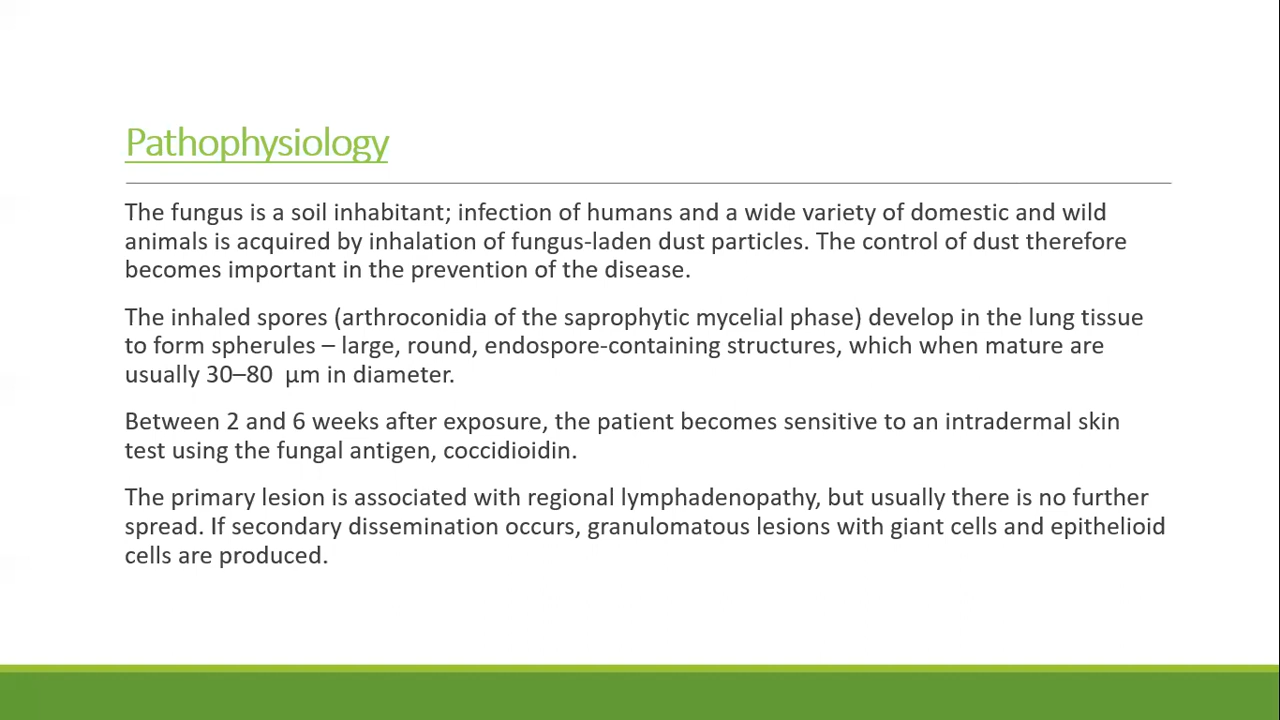 Pathophysiology
The fungus is a soil inhabitant; infection of humans and a wide variety of domestic and wild
animals is acquired by inhalation of fungus-laden dust particles. The control of dust therefore
becomes important in the prevention of the disease.
The inhaled spores (arthroconidia of the saprophytic mycelial phase) develop in the lung tissue
to form spherules – large, round, endospore-containing structures, which when mature are
usually 30–80  μm in diameter.
Between 2 and 6 weeks after exposure, the patient becomes sensitive to an intradermal skin
test using the fungal antigen, coccidioidin.
The primary lesion is associated with regional lymphadenopathy, but usually there is no further
spread. If secondary dissemination occurs, granulomatous lesions with giant cells and epithelioid
cells are produced.